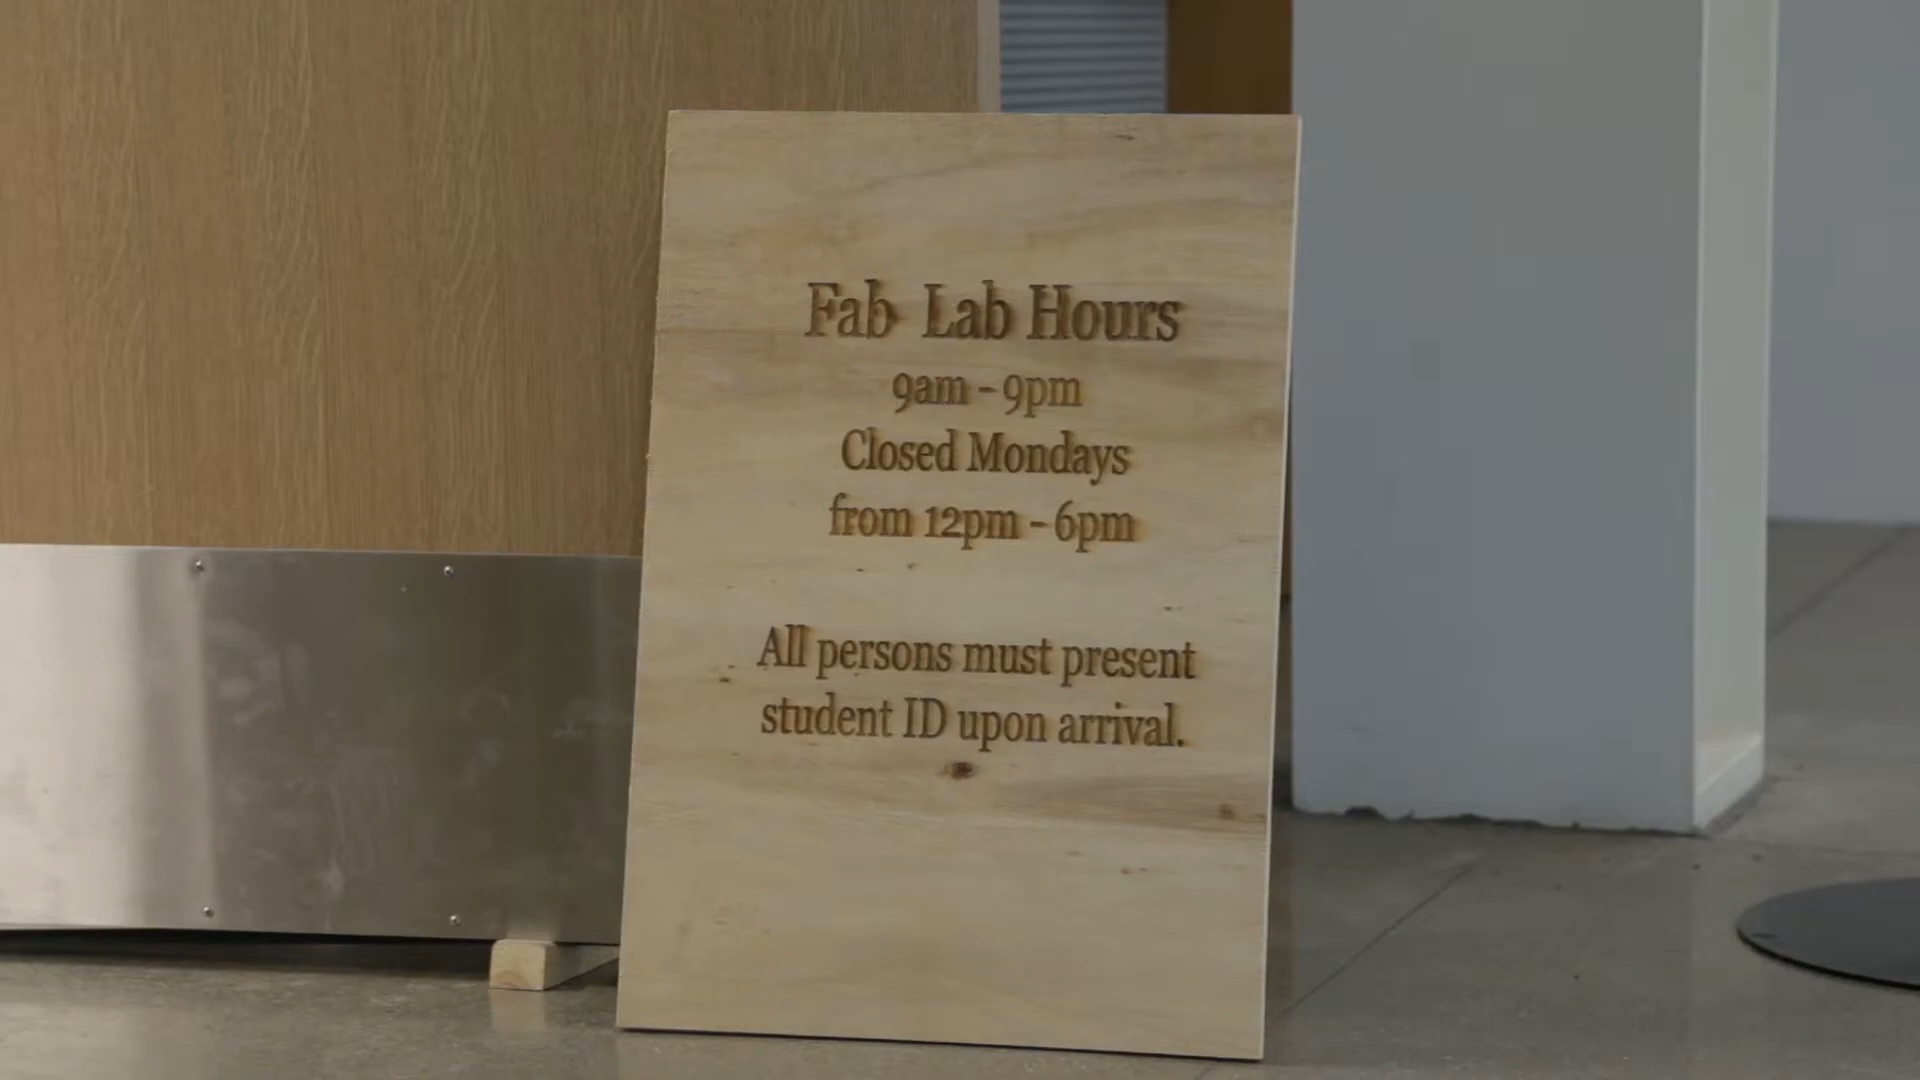 Fab Lab Hours
9am - 9pm
Closed Mondays
from 12pm - 6pm
All persons must present
student ID upon arrival.